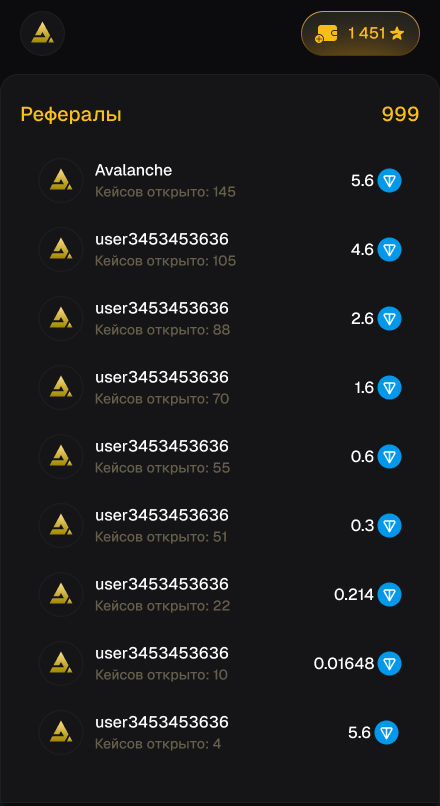 1 451
Рефералы 999
Avalanche
Кейсов открыто: 145
5.6
user3453453636
Кейсов открыто: 105
4.6
user3453453636
Кейсов открыто: 88
2.6
user3453453636
Кейсов открыто: 70
1.6
user3453453636
Кейсов открыто: 55
0.6
user3453453636
Кейсов открыто: 51
0.3
user3453453636
Кейсов открыто: 22
0.214
user3453453636
Кейсов открыто: 10
0.01648
user3453453636
Кейсов открыто: 4
5.6